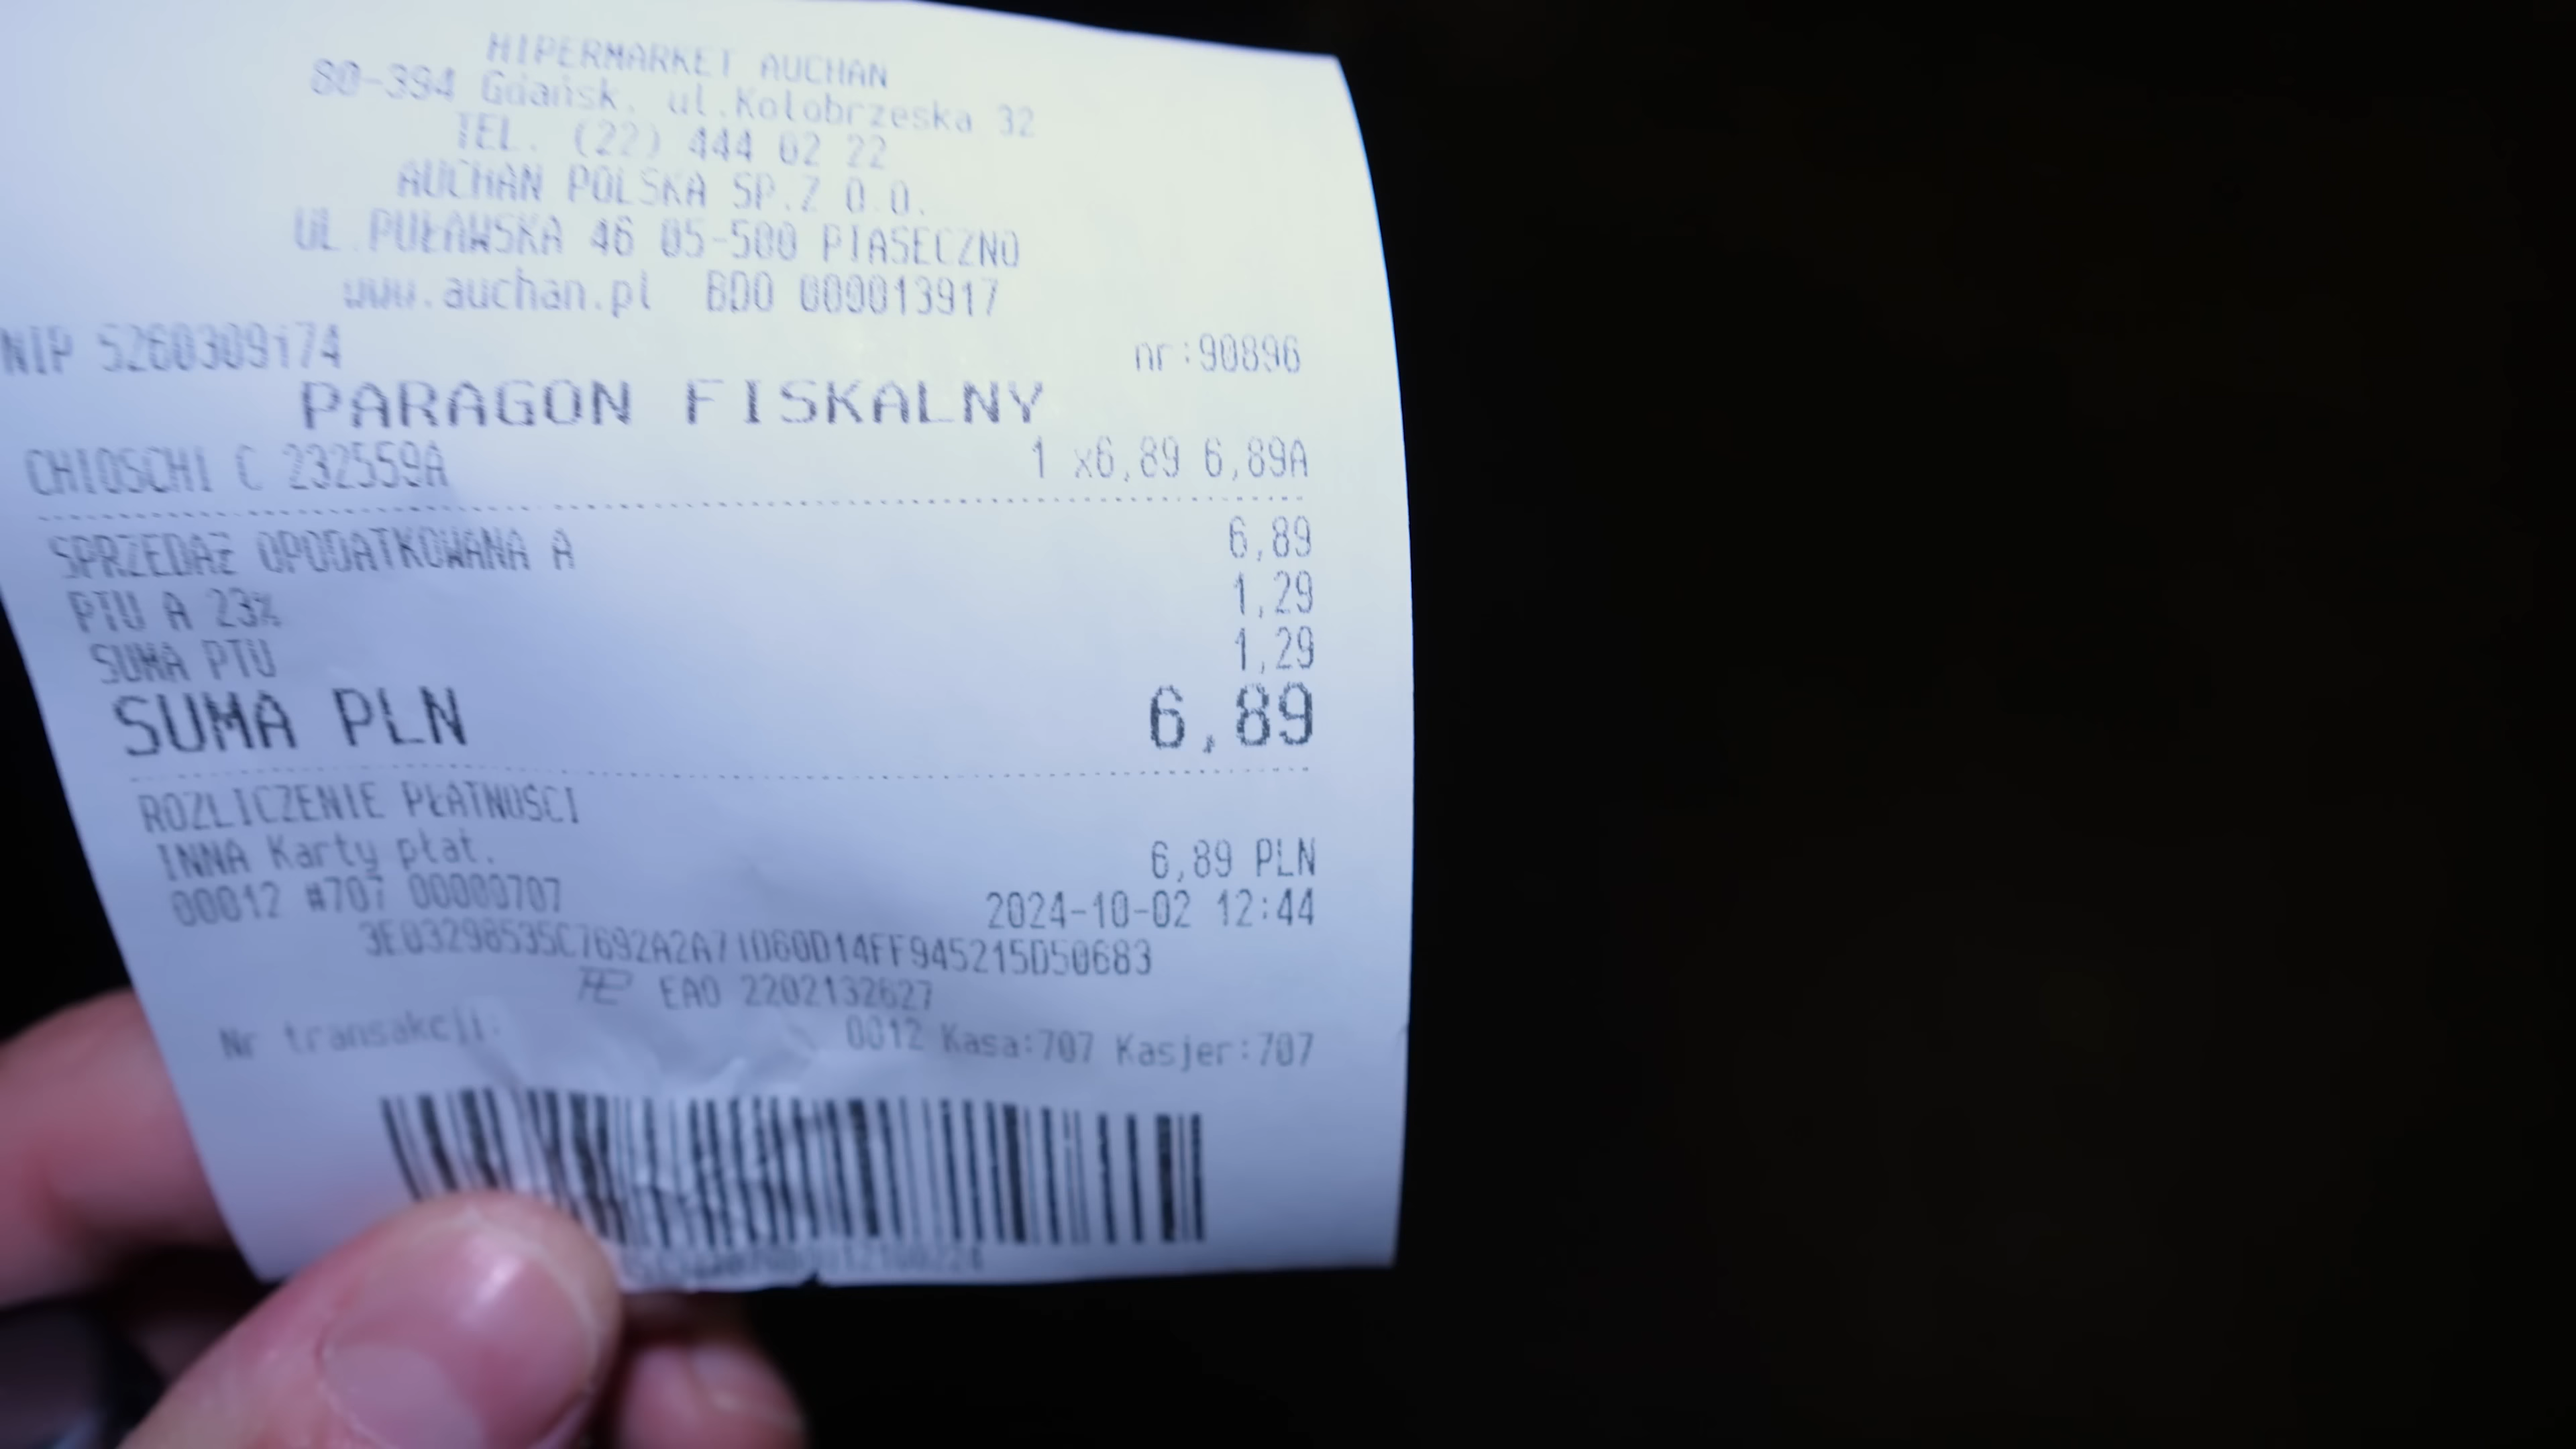 HIPERMARKET AUCHAN
80-394 Gdańsk, ul.Kołobrzeska 32
TEL. (22) 444 02 22
AUCHAN POLSKA SP.Z O.O.
UL.PUŁAWSKA 46 05-500 PIASECZNO
www.auchan.pl BDO 000013917
NIP 5260309174 nr:90896
PARAGON FISKALNY
CHIOSCHI C 232559A 1 x6,89 6,89A
SPRZEDAŻ OPODATKOWANA A 6,89
PTU A 23% 1,29
SUMA PTU 1,29
SUMA PLN 6,89
ROZLICZENIE PŁATNOŚCI
INNA Karty płat. 6,89 PLN
00012 #707 00000707 2024-10-02 12:44
3E03298535C7692A2A71D60D14FF945215D50683
EAO 2202132627
Nr transakcji: 0012 Kasa:707 Kasjer:707